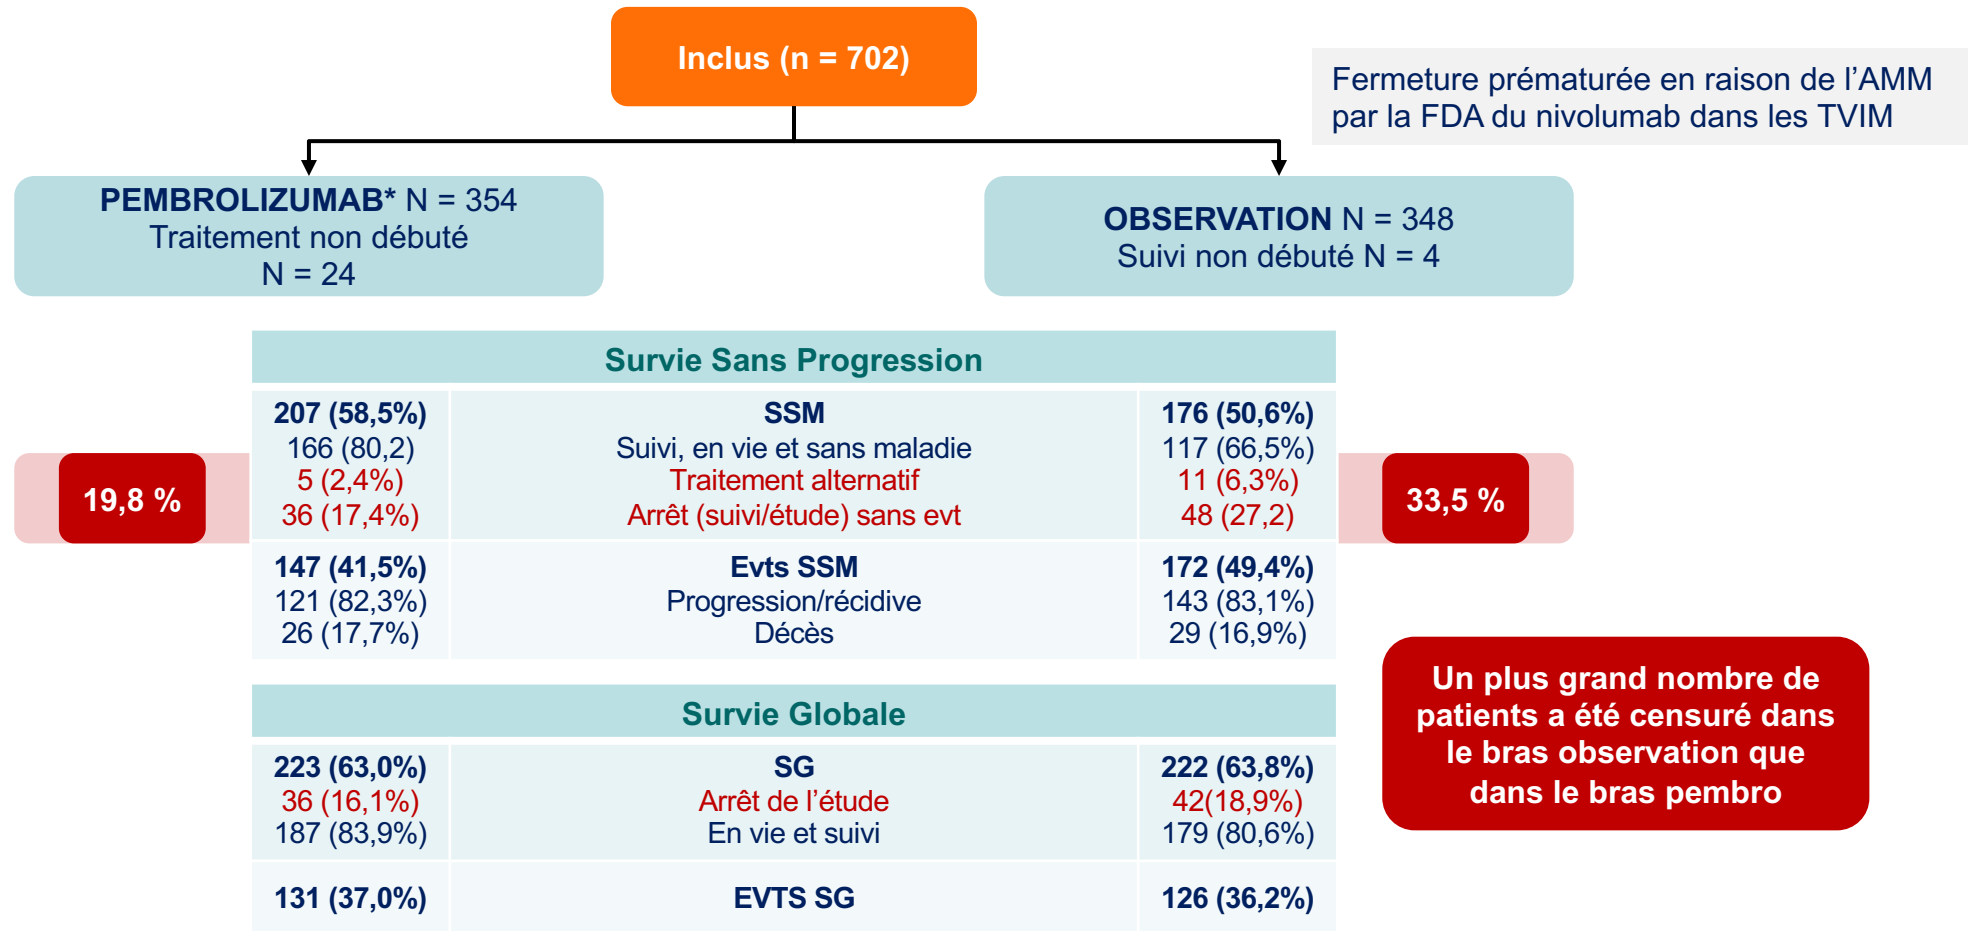 Inclus (n = 702)
Fermeture prématurée en raison de l’AMM
par la FDA du nivolumab dans les TVIM
PEMBROLIZUMAB* N = 354
Traitement non débuté
N = 24
OBSERVATION N = 348
Suivi non débuté N = 4
Survie Sans Progression
207 (58,5%) SSM 176 (50,6%)
166 (80,2) Suivi, en vie et sans maladie 117 (66,5%)
5 (2,4%) Traitement alternatif 11 (6,3%)
36 (17,4%) Arrêt (suivi/étude) sans evt 48 (27,2)
19,8 %
33,5 %
147 (41,5%) Evts SSM 172 (49,4%)
121 (82,3%) Progression/récidive 143 (83,1%)
26 (17,7%) Décès 29 (16,9%)
Survie Globale
223 (63,0%) SG 222 (63,8%)
36 (16,1%) Arrêt de l’étude 42(18,9%)
187 (83,9%) En vie et suivi 179 (80,6%)
131 (37,0%) EVTS SG 126 (36,2%)
Un plus grand nombre de
patients a été censuré dans
le bras observation que
dans le bras pembro